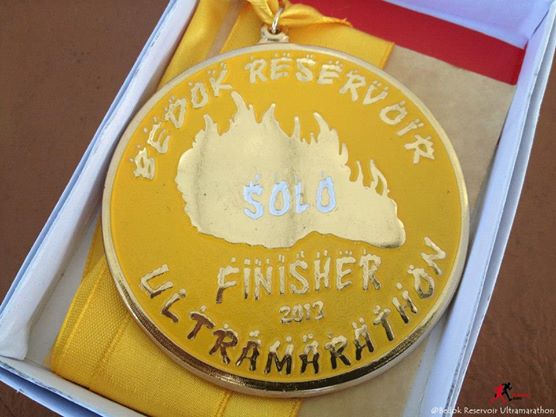 BEDOK RESERVOIR
SOLO
FINISHER
2013
ULTRAMARATHON
@Bedok Reservoir Ultramarathon